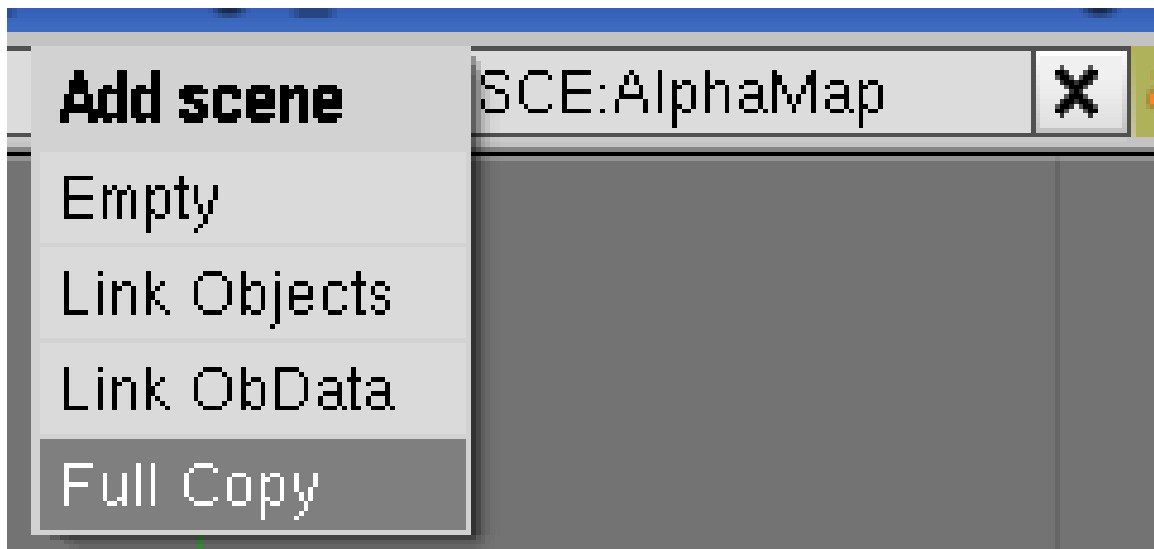 Add scene
SCE:AlphaMap
Empty
Link Objects
Link ObData
Full Copy